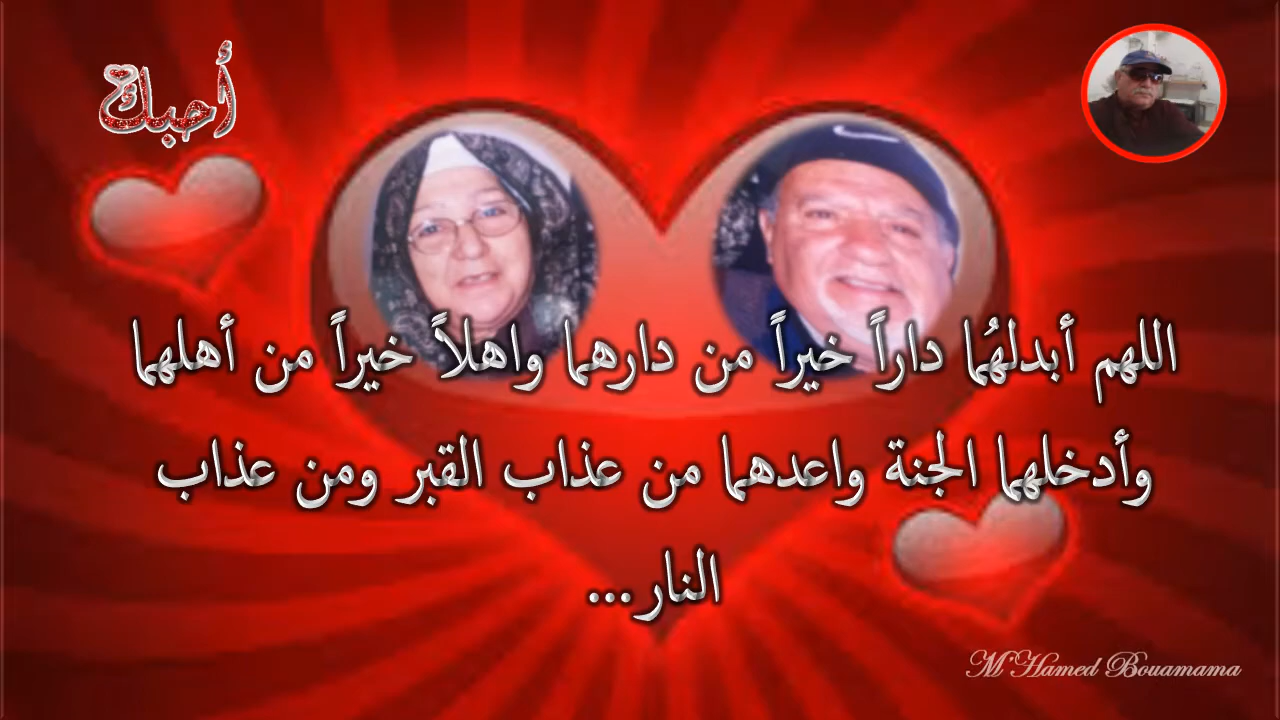 أحبك
اللهم أبدلهُما داراً خيراً من دارهما واهلاً خيراً من أهلهما
وأدخلهما الجنة واعدهما من عذاب القبر ومن عذاب
النار...
M'Hamed Bouamama